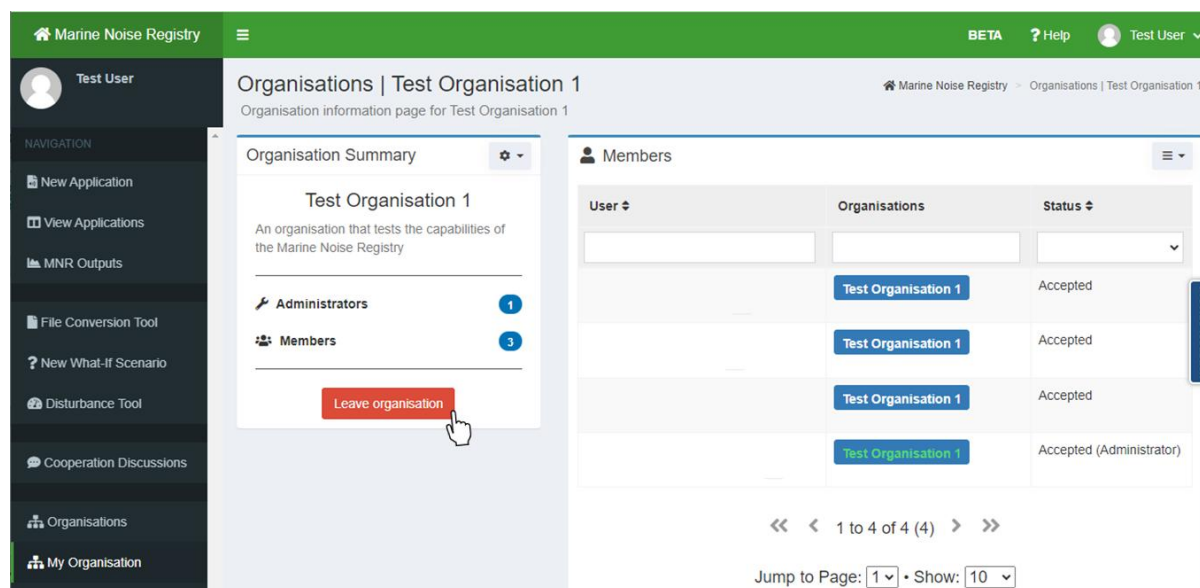 Marine Noise Registry
BETA
Help
Test User
Test User
NAVIGATION
New Application
View Applications
MNR Outputs
File Conversion Tool
New What-If Scenario
Disturbance Tool
Cooperation Discussions
Organisations
My Organisation
Organisations | Test Organisation 1
Organisation information page for Test Organisation 1
Marine Noise Registry > Organisations | Test Organisation 1
Organisation Summary
Test Organisation 1
An organisation that tests the capabilities of
the Marine Noise Registry
Administrators 1
Members 3
Leave organisation
Members
User Organisations Status
Test Organisation 1 Accepted
Test Organisation 1 Accepted
Test Organisation 1 Accepted
Test Organisation 1 Accepted (Administrator)
1 to 4 of 4 (4)
Jump to Page: 1 • Show: 10